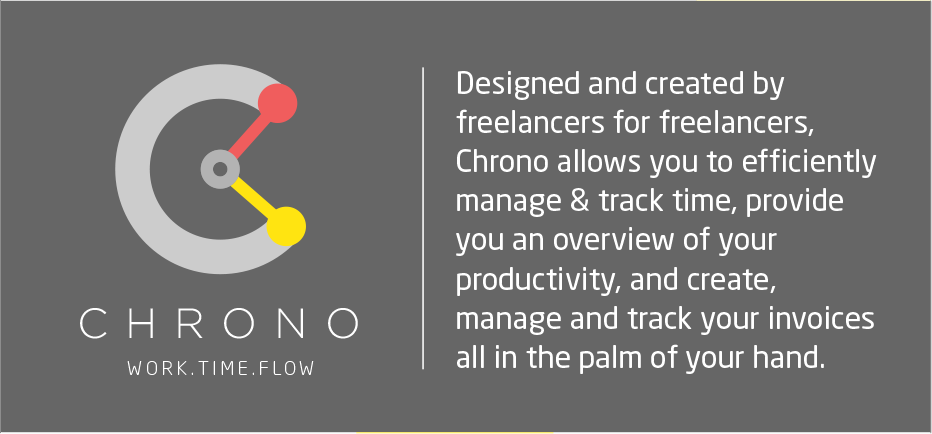 CHRONO
WORK.TIME.FLOW
Designed and created by
freelancers for freelancers,
Chrono allows you to efficiently
manage & track time, provide
you an overview of your
productivity, and create,
manage and track your invoices
all in the palm of your hand.